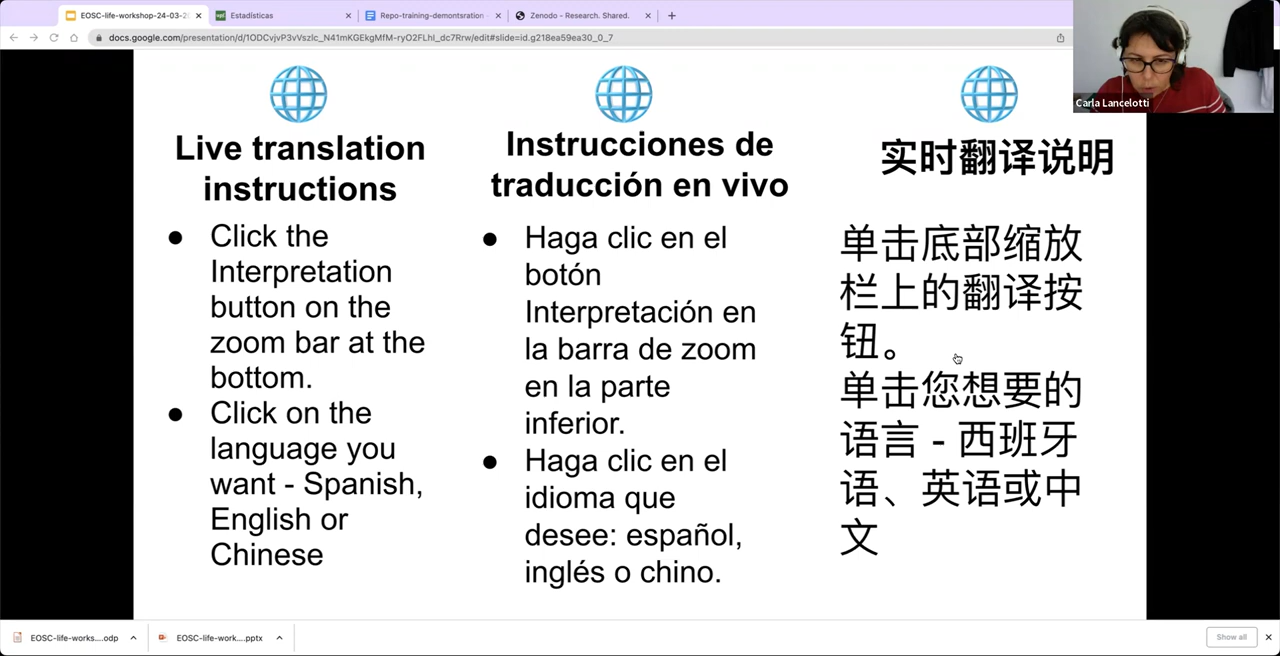 EOSC-life-workshop-24-03-2
Estadísticas
Repo-training-demontsration
Zenodo - Research. Shared.
docs.google.com/presentation/d/1ODCvjvP3vVszlc_N41mKGEkgMfM-ryO2FLhI_dc7Rrw/edit#slide=id.g218ea59ea30_0_7
Carla Lancelotti
Live translation
instructions
Click the
Interpretation
button on the
zoom bar at the
bottom.
Click on the
language you
want - Spanish,
English or
Chinese
Instrucciones de
traducción en vivo
Haga clic en el
botón
Interpretación en
la barra de zoom
en la parte
inferior.
Haga clic en el
idioma que
desee: español,
inglés o chino.
实时翻译说明
单击底部缩放
栏上的翻译按
钮。
单击您想要的
语言 - 西班牙
语、英语或中
文
EOSC-life-works....odp
EOSC-life-work....pptx
Show all